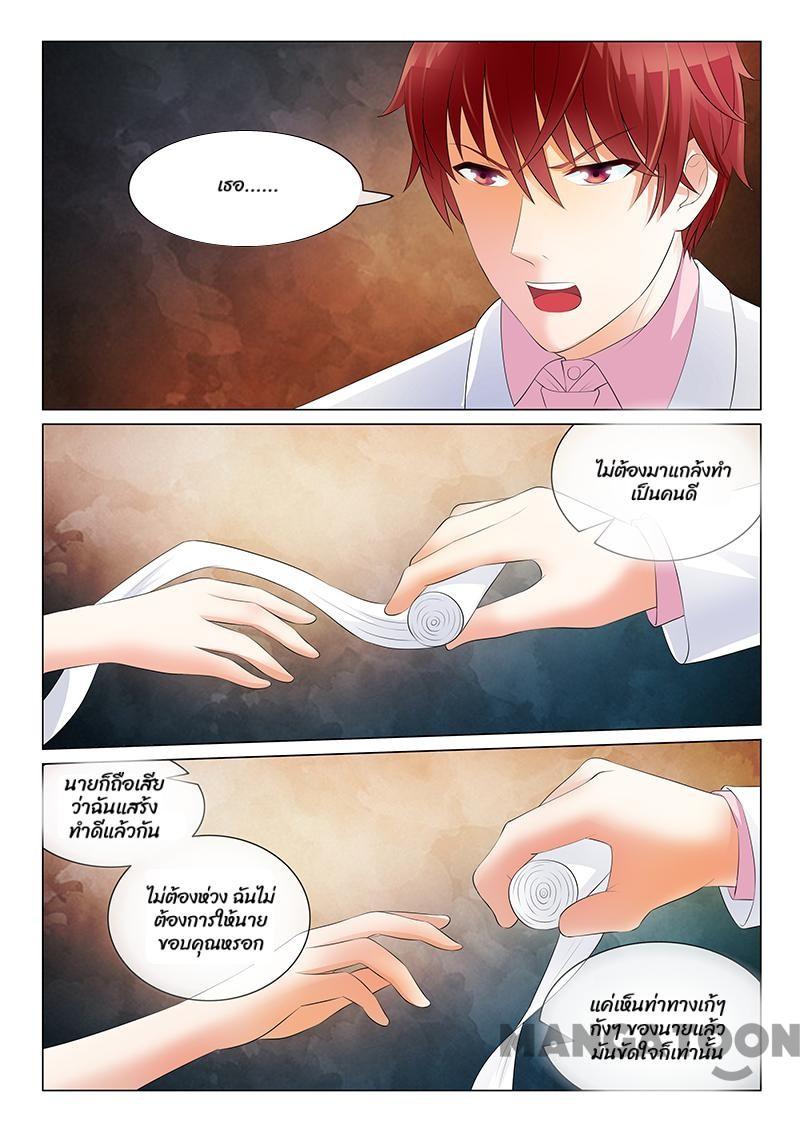 เธอ......
ไม่ต้องมาแกล้งทำ
เป็นคนดี
นายก็ถือเสีย
ว่าฉันแสร้ง
ทำดีแล้วกัน
ไม่ต้องห่วง ฉันไม่
ต้องการให้นาย
ขอบคุณหรอก
แค่เห็นท่าทางเก้ๆ
กังๆ ของนายแล้ว
มันขัดใจก็เท่านั้น
MANGATOON